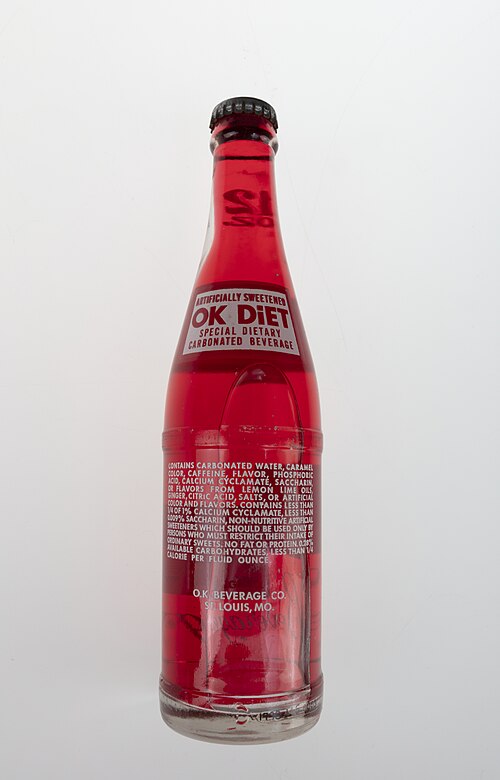 12
OZ
ARTIFICIALLY SWEETENED
OK DiET
SPECIAL DIETARY
CARBONATED BEVERAGE
CONTAINS CARBONATED WATER, CARAMEL
COLOR, CAFFEINE, FLAVOR, PHOSPHORIC
ACID, CALCIUM CYCLAMATE, SACCHARIN,
OR FLAVORS FROM LEMON LIME OILS,
GINGER, CITRIC ACID, SALTS, OR ARTIFICIAL
COLOR AND FLAVORS. CONTAINS LESS THAN
1/4 OF 1% CALCIUM CYCLAMATE, LESS THAN
0.009% SACCHARIN, NON-NUTRITIVE ARTIFICIAL
SWEETENERS WHICH SHOULD BE USED ONLY BY
PERSONS WHO MUST RESTRICT THEIR INTAKE OF
ORDINARY SWEETS. NO FAT OR PROTEIN. 0.28%
AVAILABLE CARBOHYDRATES, LESS THAN 1/4
CALORIE PER FLUID OUNCE.
O.K. BEVERAGE CO.
ST. LOUIS, MO.